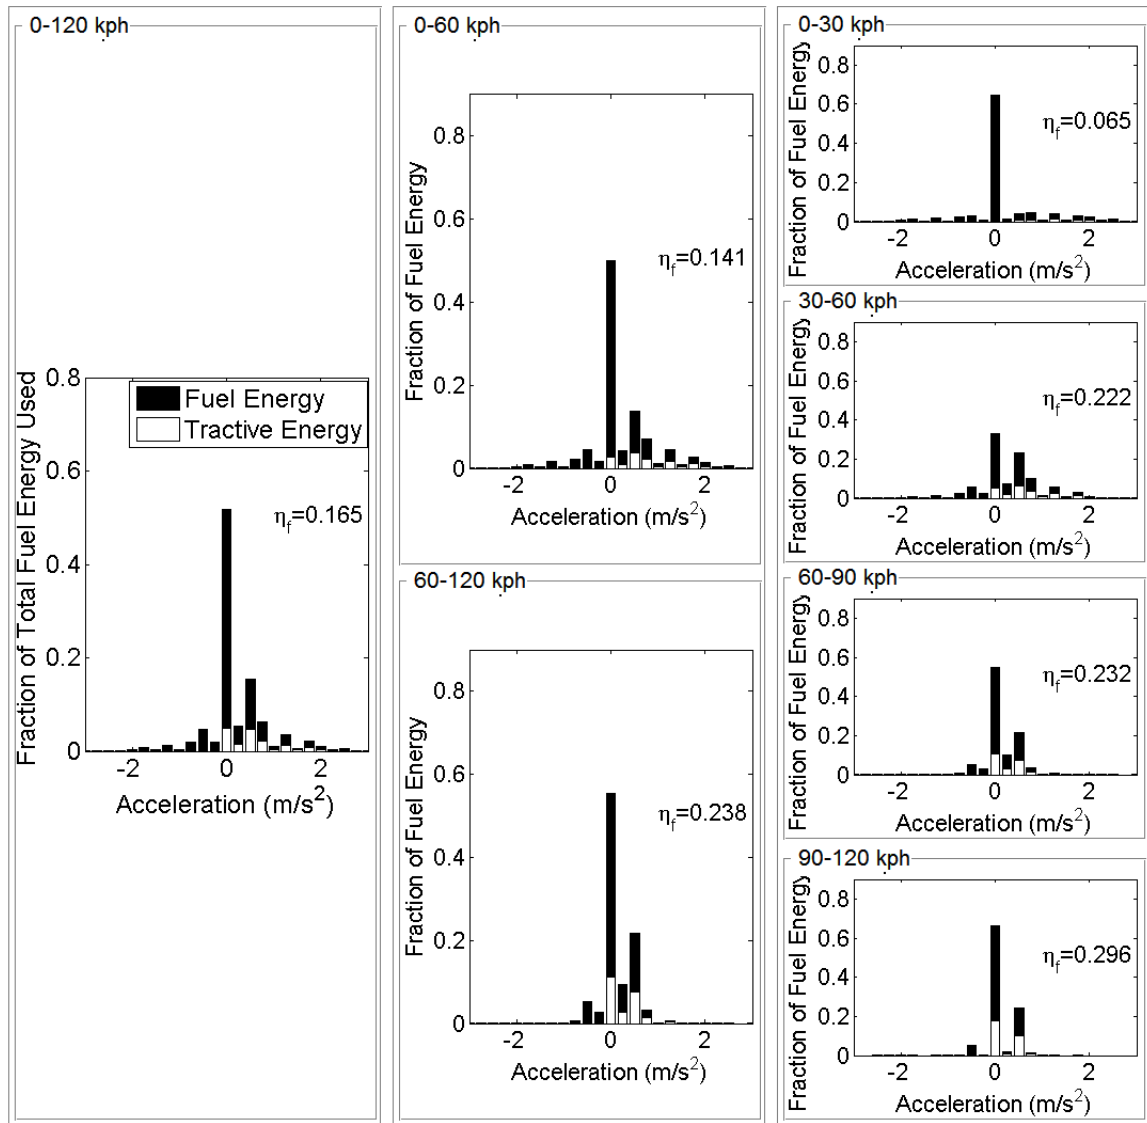 0-120 kph
Fraction of Total Fuel Energy Used
0.8
0.6
0.4
0.2
0
Fuel Energy
Tractive Energy
η_f=0.165
-2 0 2
Acceleration (m/s²)
0-60 kph
Fraction of Fuel Energy
0.8
0.6
0.4
0.2
0
η_f=0.141
-2 0 2
Acceleration (m/s²)
60-120 kph
Fraction of Fuel Energy
0.8
0.6
0.4
0.2
0
η_f=0.238
-2 0 2
Acceleration (m/s²)
0-30 kph
Fraction of Fuel Energy
0.8
0.6
0.4
0.2
0
η_f=0.065
-2 0 2
Acceleration (m/s²)
30-60 kph
Fraction of Fuel Energy
0.8
0.6
0.4
0.2
0
η_f=0.222
-2 0 2
Acceleration (m/s²)
60-90 kph
Fraction of Fuel Energy
0.8
0.6
0.4
0.2
0
η_f=0.232
-2 0 2
Acceleration (m/s²)
90-120 kph
Fraction of Fuel Energy
0.8
0.6
0.4
0.2
0
η_f=0.296
-2 0 2
Acceleration (m/s²)